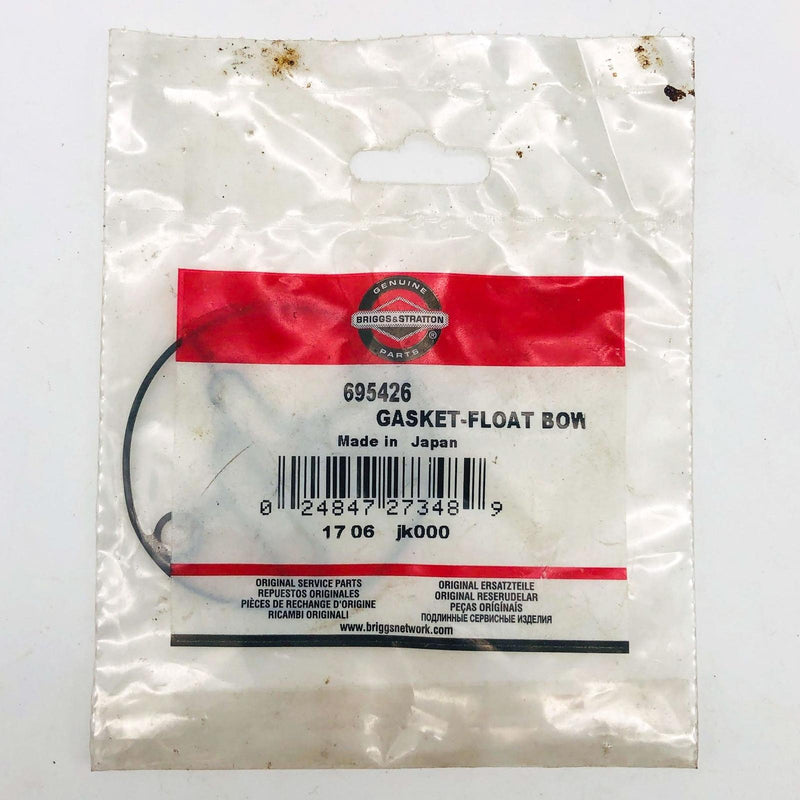 GENUINE
BRIGGS&STRATTON
®
PARTS
695426
GASKET-FLOAT BOW
Made in Japan
0 24847 27348 9
17 06 jk000
ORIGINAL SERVICE PARTS
REPUESTOS ORIGINALES
PIÈCES DE RECHANGE D'ORIGINE
RICAMBI ORIGINALI
ORIGINAL ERSATZTEILE
ORIGINAL RESERUDELAR
PEÇAS ORÍGINÁIS
ПОДЛИННЫЕ СЕРВИСНЫЕ ИЗДЕЛИЯ
www.briggsnetwork.com